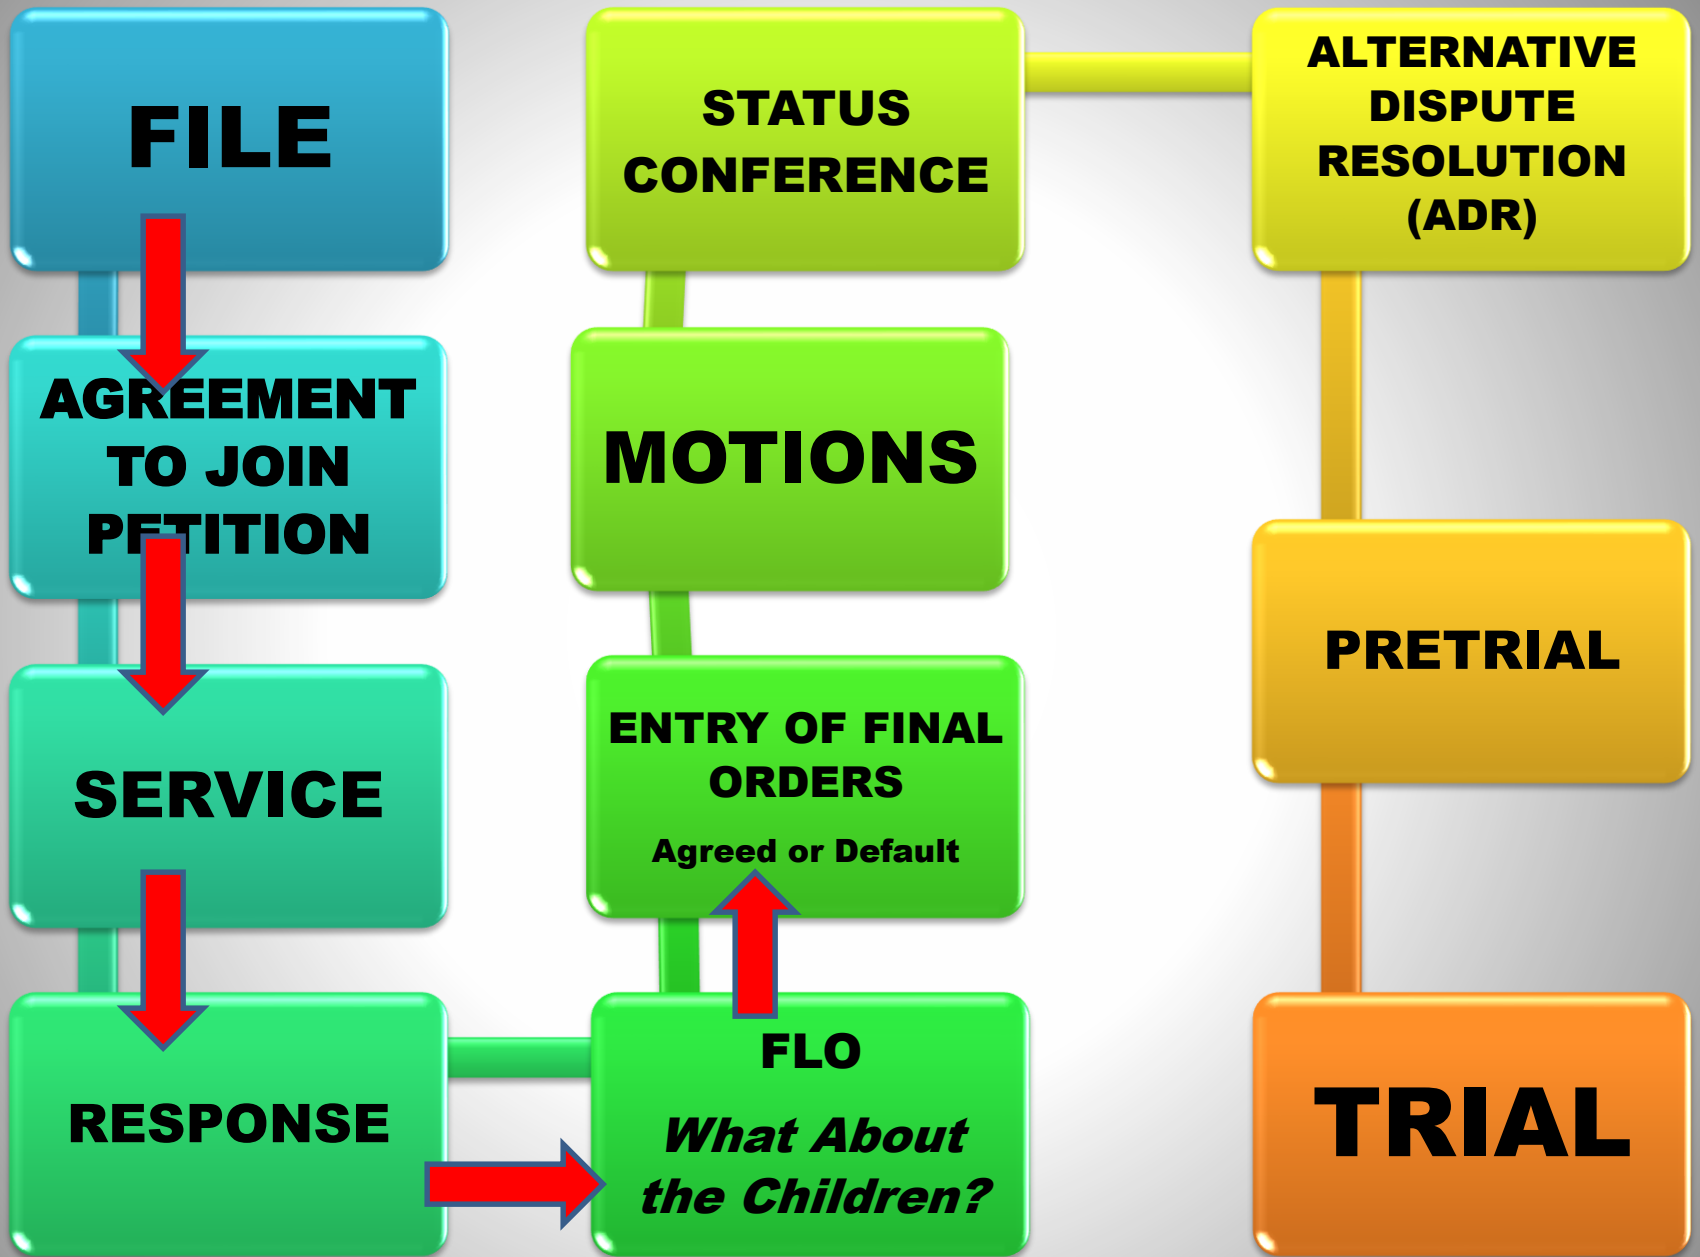 FILE
AGREEMENT
TO JOIN
PETITION
SERVICE
RESPONSE
FLO
What About
the Children?
ENTRY OF FINAL
ORDERS
Agreed or Default
MOTIONS
STATUS
CONFERENCE
ALTERNATIVE
DISPUTE
RESOLUTION
(ADR)
PRETRIAL
TRIAL